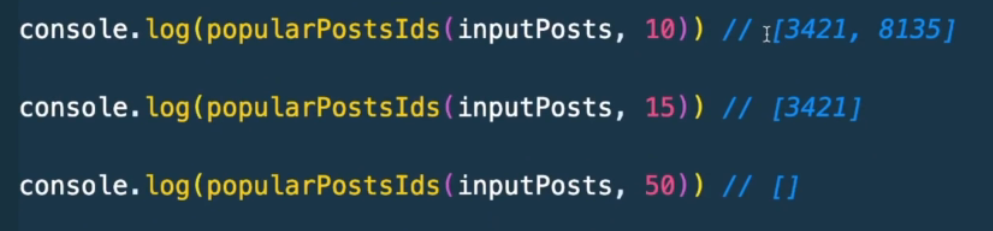 console.log(popularPostsIds(inputPosts, 10)) // [3421, 8135]
console.log(popularPostsIds(inputPosts, 15)) // [3421]
console.log(popularPostsIds(inputPosts, 50)) // []